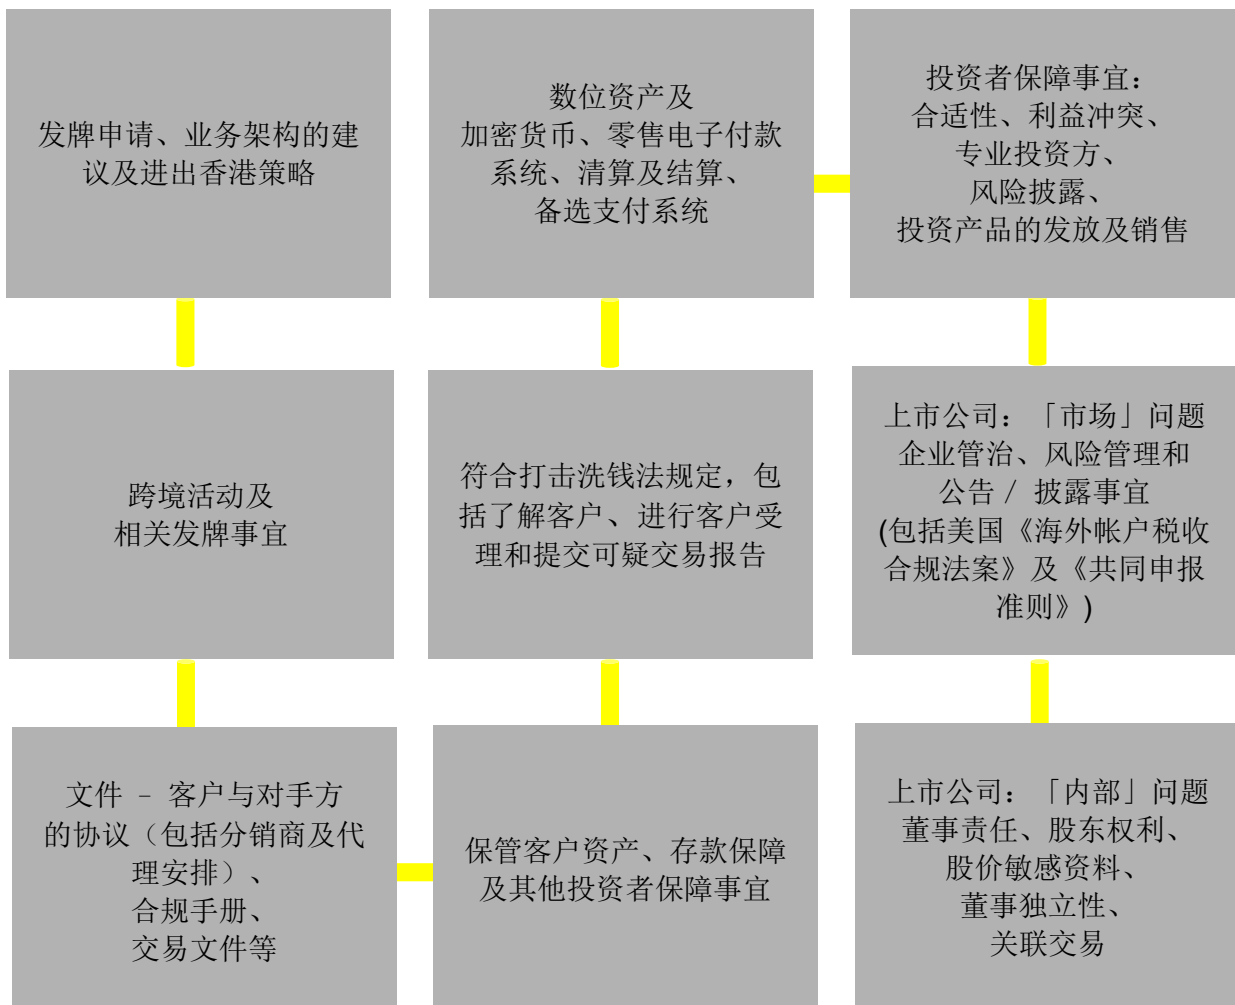 发牌申请、业务架构的建
议及进出香港策略
跨境活动及
相关发牌事宜
文件 – 客户与对手方
的协议（包括分销商及代
理安排）、
合规手册、
交易文件等
保管客户资产、存款保障
及其他投资者保障事宜
符合打击洗钱法规定，包
括了解客户、进行客户受
理和提交可疑交易报告
数位资产及
加密货币、零售电子付款
系统、清算及结算、
备选支付系统
投资者保障事宜：
合适性、利益冲突、
专业投资方、
风险披露、
投资产品的发放及销售
上市公司：「市场」问题
企业管治、风险管理和
公告 / 披露事宜
(包括美国《海外帐户税收
合规法案》及《共同申报
准则》)
上市公司：「内部」问题
董事责任、股东权利、
股价敏感资料、
董事独立性、
关联交易